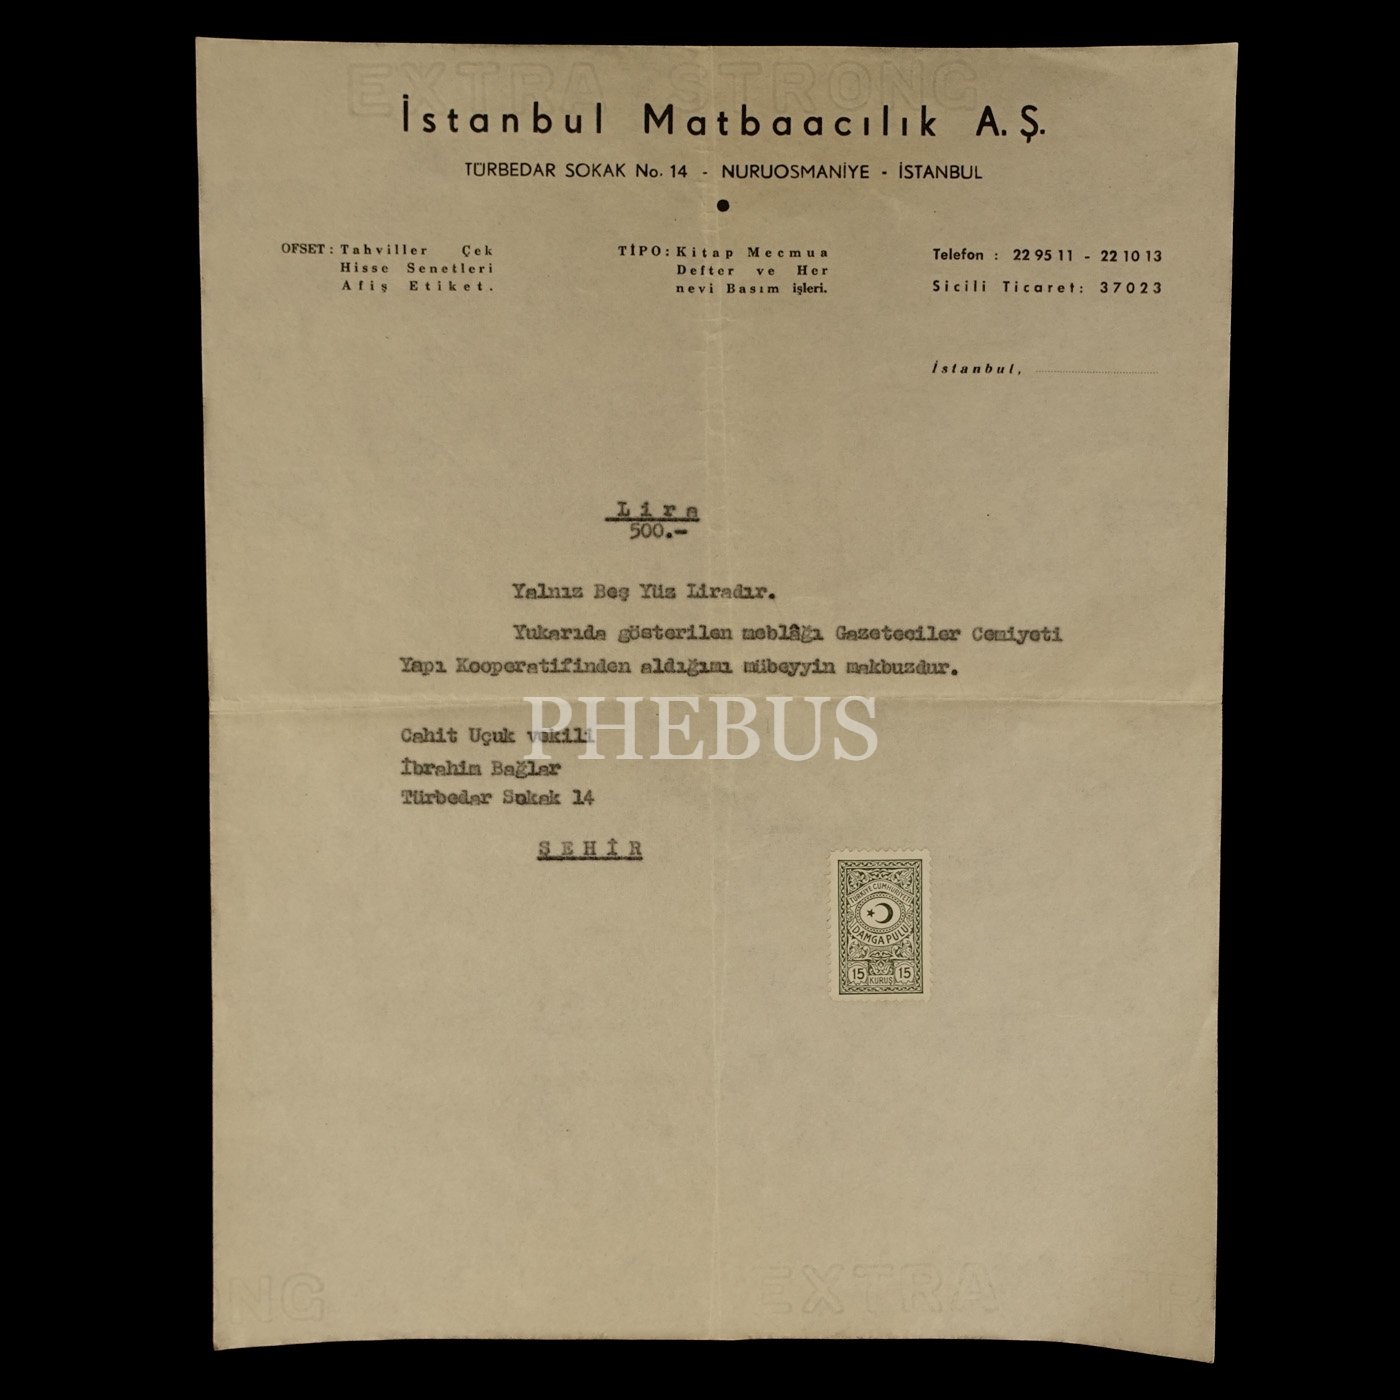 EXTRA STRONG
İstanbul Matbaacılık A. Ş.
TÜRBEDAR SOKAK No. 14 - NURUOSMANİYE - İSTANBUL
OFSET: Tahviller Çek
Hisse Senetleri
Afiş Etiket.
TİPO: Kitap Mecmua
Defter ve Her
nevi Basım işleri.
Telefon : 22 95 11 - 22 10 13
Sicili Ticaret: 37023
İstanbul,
Lira
500.-
Yalnız Beş Yüz Liradır.
Yukarıda gösterilen meblâğı Gazeteciler Cemiyeti
Yapı Kooperatifinden aldığımı mübeyyin makbuzdur.
PHEBUS
Cahit Uçuk vekili
İbrahim Bağlar
Türbedar Sokak 14
ŞEHİR
TÜRKİYE CUMHURİYETİ
DAMGA PULU
15 KURUŞ 15
NG EXTRA TR